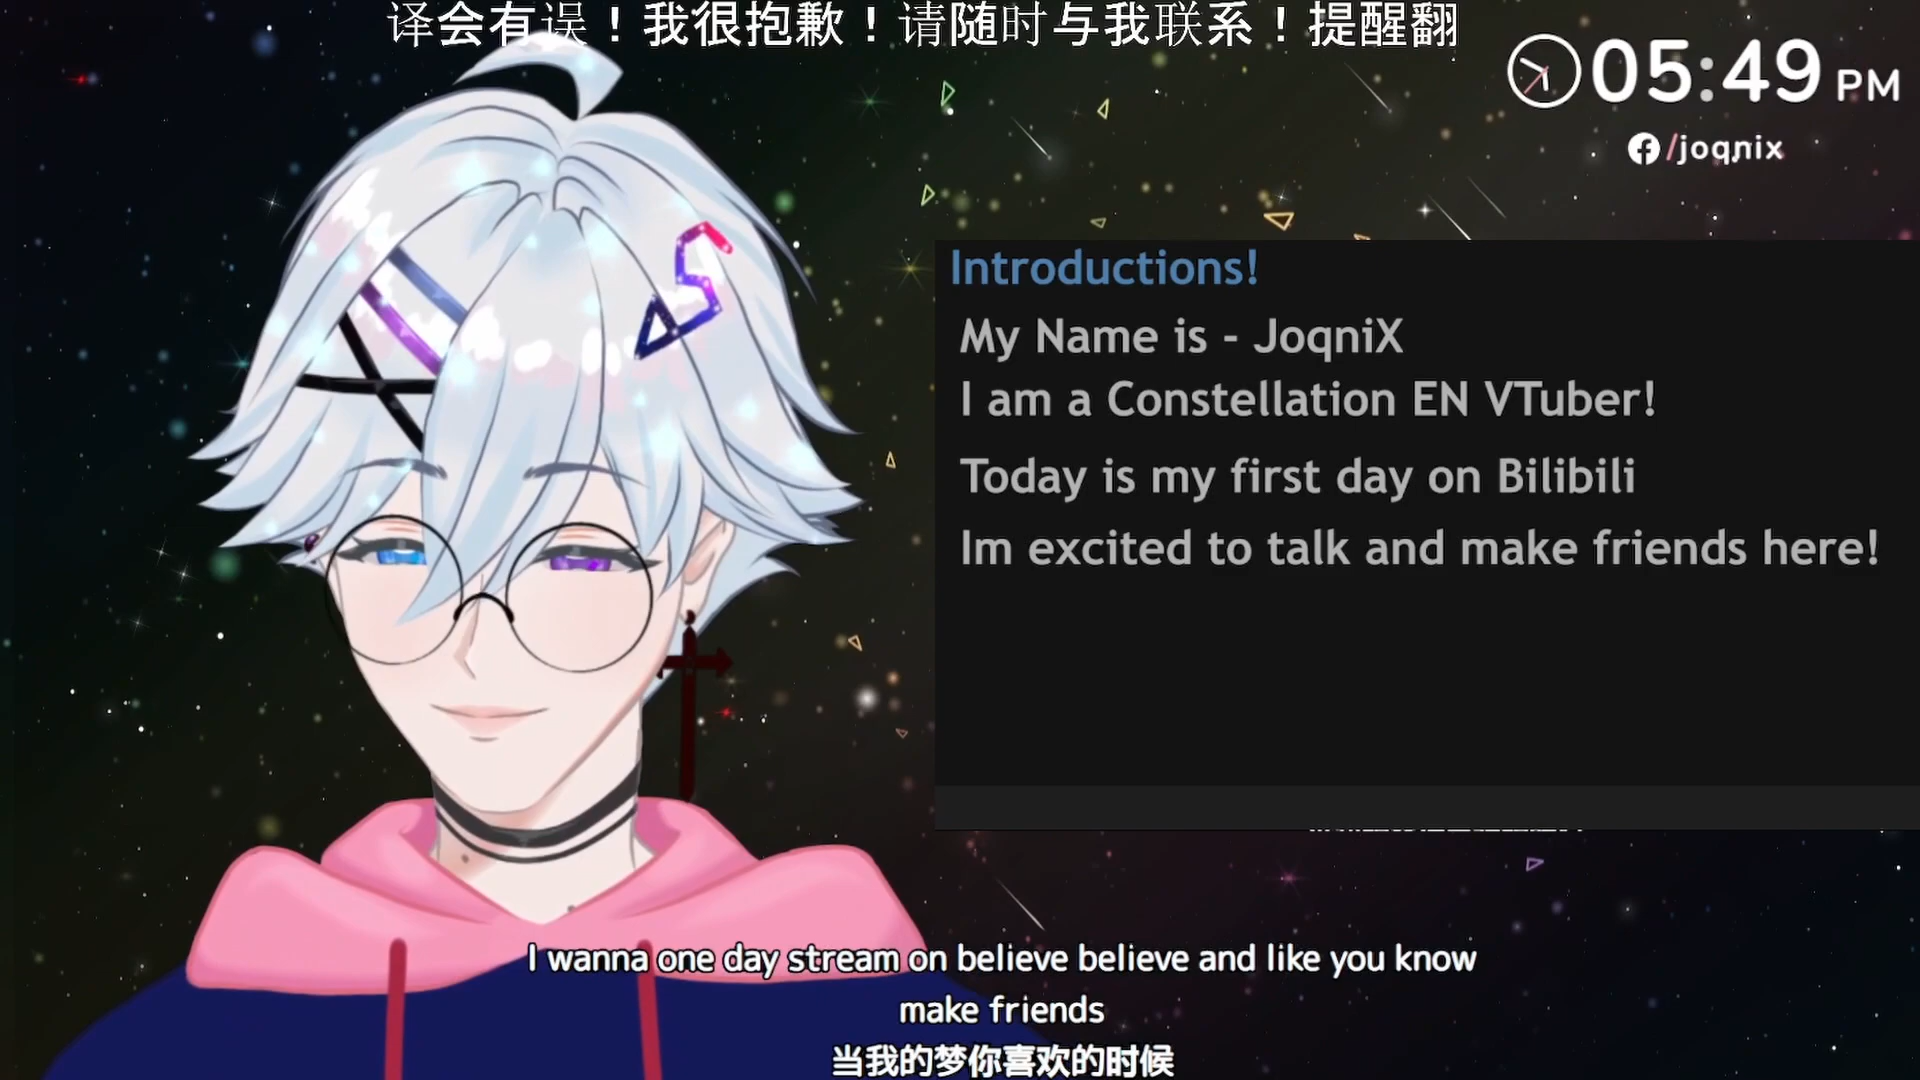 译会有误！我很抱歉！请随时与我联系！提醒翻
05:49 PM
/joqnix
Introductions!
My Name is - JoqniX
I am a Constellation EN VTuber!
Today is my first day on Bilibili
Im excited to talk and make friends here!
I wanna one day stream on believe believe and like you know
make friends
当我的梦你喜欢的时候